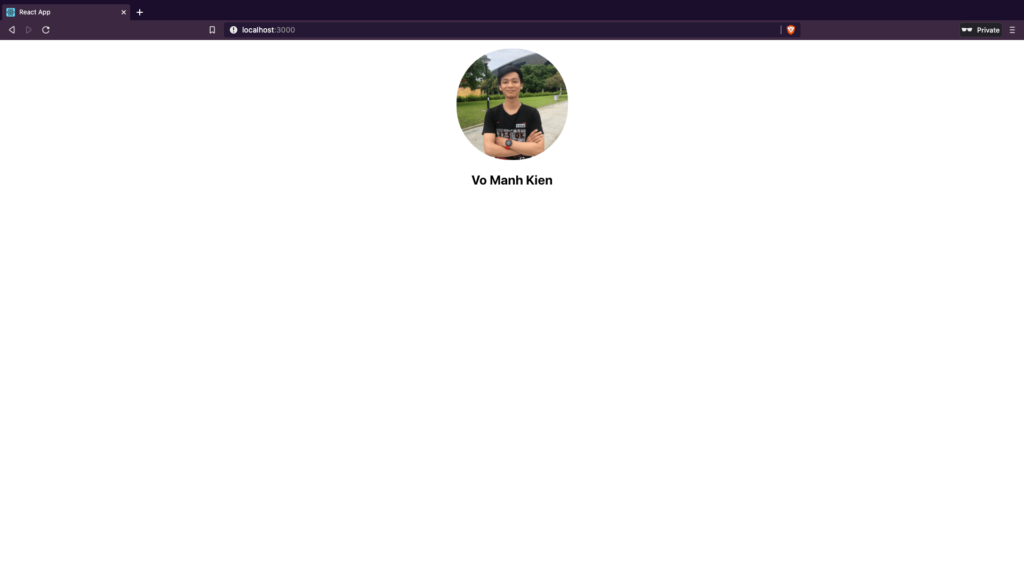 React App
localhost:3000
Private
Vo Manh Kien